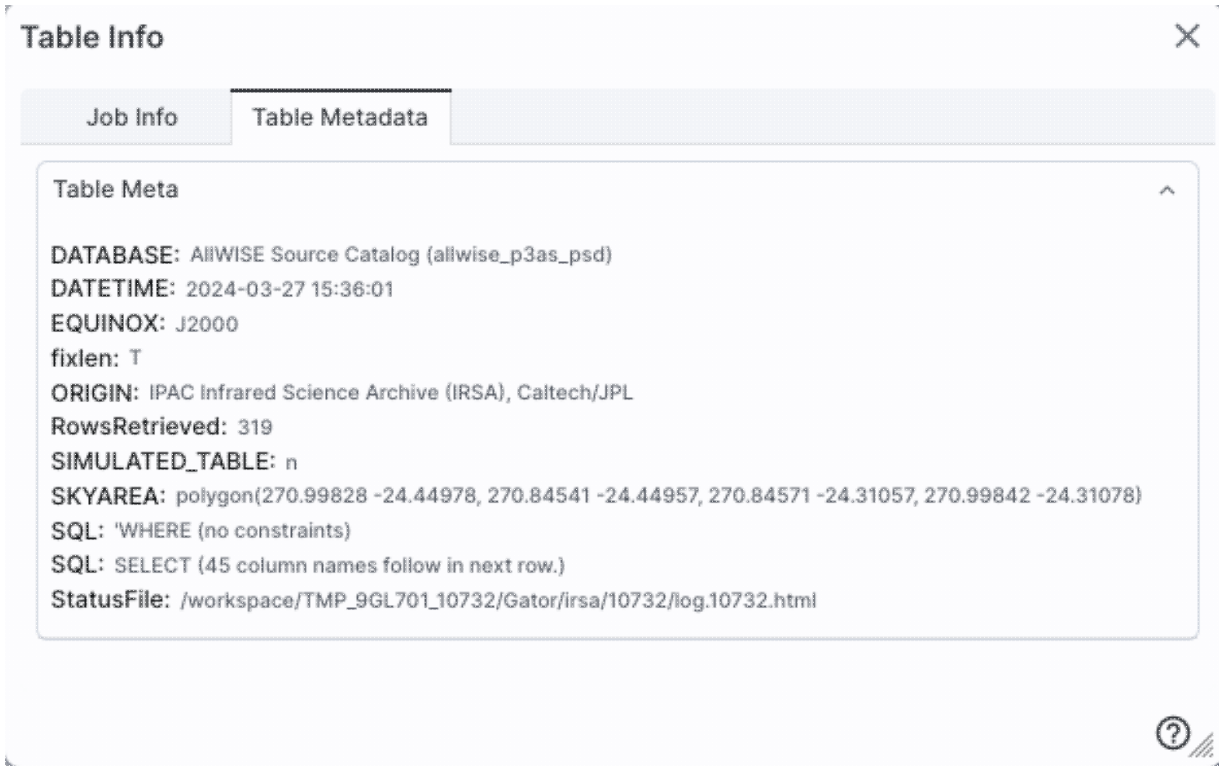 Table Info
Job Info
Table Metadata
Table Meta
DATABASE: AllWISE Source Catalog (allwise_p3as_psd)
DATETIME: 2024-03-27 15:36:01
EQUINOX: J2000
fixlen: T
ORIGIN: IPAC Infrared Science Archive (IRSA), Caltech/JPL
RowsRetrieved: 319
SIMULATED_TABLE: n
SKYAREA: polygon(270.99828 -24.44978, 270.84541 -24.44957, 270.84571 -24.31057, 270.99842 -24.31078)
SQL: 'WHERE (no constraints)
SQL: SELECT (45 column names follow in next row.)
StatusFile: /workspace/TMP_9GL701_10732/Gator/irsa/10732/log.10732.html